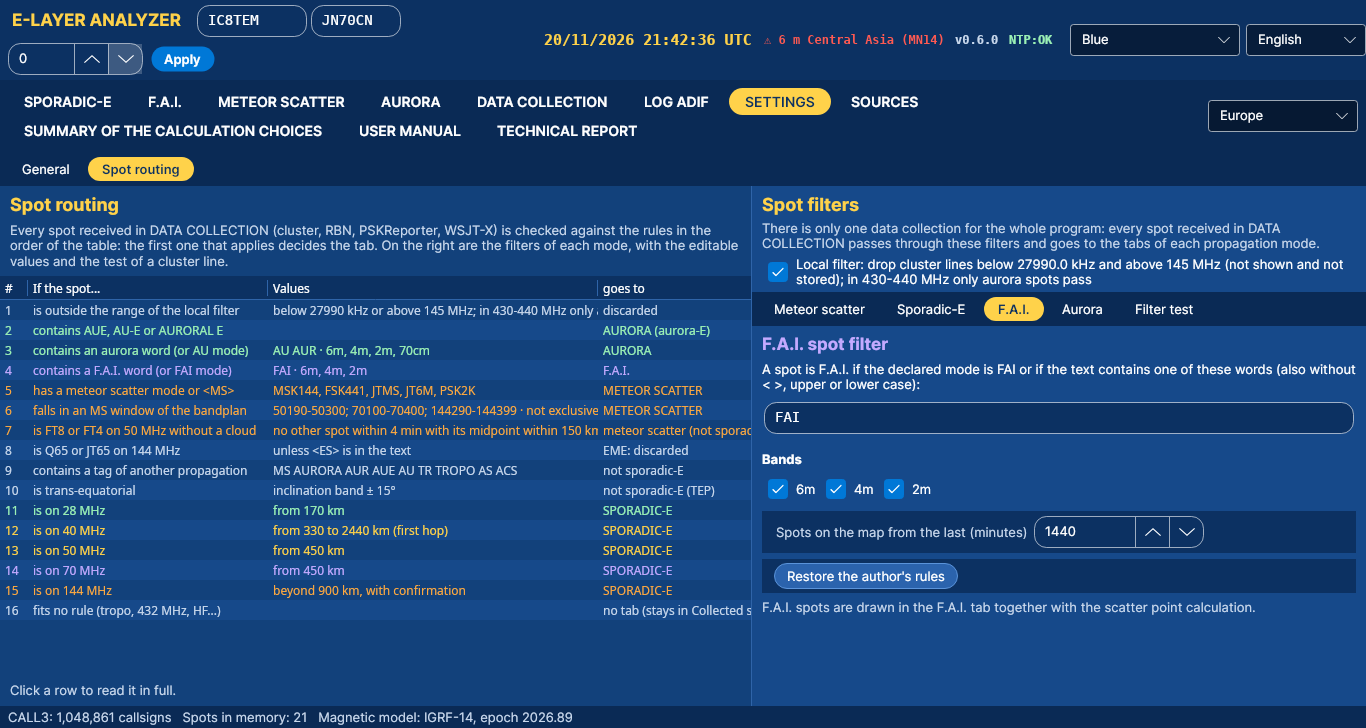 E-LAYER ANALYZER IC8TEM JN70CN
20/11/2026 21:42:36 UTC ⚠ 6 m Central Asia (MN14) v0.6.0 NTP:OK Blue English
0 Apply
SPORADIC-E F.A.I. METEOR SCATTER AURORA DATA COLLECTION LOG ADIF SETTINGS SOURCES
SUMMARY OF THE CALCULATION CHOICES USER MANUAL TECHNICAL REPORT
Europe
General Spot routing
Spot routing
Every spot received in DATA COLLECTION (cluster, RBN, PSKReporter, WSJT-X) is checked against the rules in the
order of the table: the first one that applies decides the tab. On the right are the filters of each mode, with the editable
values and the test of a cluster line.
# If the spot... Values goes to
1 is outside the range of the local filter below 27990 kHz or above 145 MHz; in 430-440 MHz only discarded
2 contains AUE, AU-E or AURORAL E AURORA (aurora-E)
3 contains an aurora word (or AU mode) AU AUR · 6m, 4m, 2m, 70cm AURORA
4 contains a F.A.I. word (or FAI mode) FAI · 6m, 4m, 2m F.A.I.
5 has a meteor scatter mode or <MS> MSK144, FSK441, JTMS, JT6M, PSK2K METEOR SCATTER
6 falls in an MS window of the bandplan 50190-50300; 70100-70400; 144290-144399 · not exclusive METEOR SCATTER
7 is FT8 or FT4 on 50 MHz without a cloud no other spot within 4 min with its midpoint within 150 km meteor scatter (not sporad
8 is Q65 or JT65 on 144 MHz unless <ES> is in the text EME: discarded
9 contains a tag of another propagation MS AURORA AUR AUE AU TR TROPO AS ACS not sporadic-E
10 is trans-equatorial inclination band ± 15° not sporadic-E (TEP)
11 is on 28 MHz from 170 km SPORADIC-E
12 is on 40 MHz from 330 to 2440 km (first hop) SPORADIC-E
13 is on 50 MHz from 450 km SPORADIC-E
14 is on 70 MHz from 450 km SPORADIC-E
15 is on 144 MHz beyond 900 km, with confirmation SPORADIC-E
16 fits no rule (tropo, 432 MHz, HF...) no tab (stays in Collected s
Click a row to read it in full.
Spot filters
There is only one data collection for the whole program: every spot received in DATA
COLLECTION passes through these filters and goes to the tabs of each propagation mode.
Local filter: drop cluster lines below 27990.0 kHz and above 145 MHz (not shown and not
stored); in 430-440 MHz only aurora spots pass
Meteor scatter Sporadic-E F.A.I. Aurora Filter test
F.A.I. spot filter
A spot is F.A.I. if the declared mode is FAI or if the text contains one of these words (also without
< >, upper or lower case):
FAI
Bands
6m 4m 2m
Spots on the map from the last (minutes) 1440
Restore the author's rules
F.A.I. spots are drawn in the F.A.I. tab together with the scatter point calculation.
CALL3: 1,048,861 callsigns Spots in memory: 21 Magnetic model: IGRF-14, epoch 2026.89